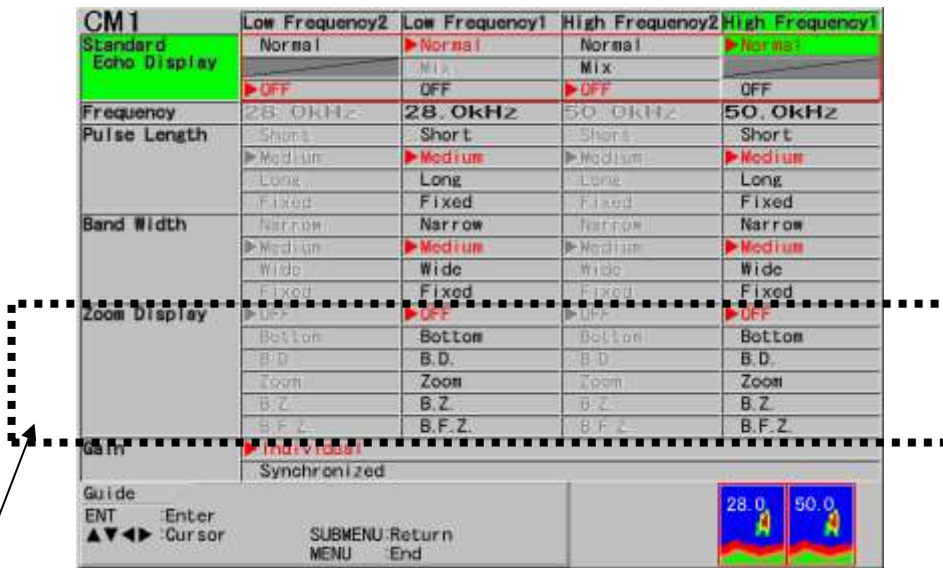 CM1 Low Frequency2 Low Frequency1 High Frequency2 High Frequency1
Standard Normal ▶Normal Normal ▶Normal
Echo Display Mix Mix
▶OFF OFF ▶OFF OFF
Frequency 28.0kHz 28.0kHz 50.0kHz 50.0kHz
Pulse Length Short Short Short Short
▶Medium ▶Medium ▶Medium ▶Medium
Long Long Long Long
Fixed Fixed Fixed Fixed
Band Width Narrow Narrow Narrow Narrow
▶Medium ▶Medium ▶Medium ▶Medium
Wide Wide Wide Wide
Fixed Fixed Fixed Fixed
Zoom Display ▶OFF ▶OFF ▶OFF ▶OFF
Bottom Bottom Bottom Bottom
B.D. B.D. B.D. B.D.
Zoom Zoom Zoom Zoom
B.Z. B.Z. B.Z. B.Z.
B.F.Z. B.F.Z. B.F.Z. B.F.Z.
Gain ▶Individual
Synchronized
Guide
ENT :Enter
▲▼◀▶ :Cursor SUBMENU:Return
MENU :End
28.0 50.0